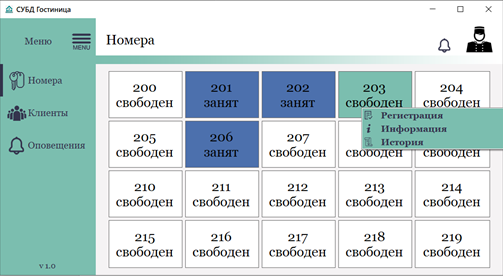 СУБД Гостиница
Меню
MENU
Номера
Номера
Клиенты
Оповещения
v 1.0
200 201 202 203 204
свободен занят занят свободен свободен
Регистрация
Информация
История
205 206 207
свободен занят свободен
210 211 212 213 214
свободен свободен свободен свободен свободен
215 216 217 218 219
свободен свободен свободен свободен свободен